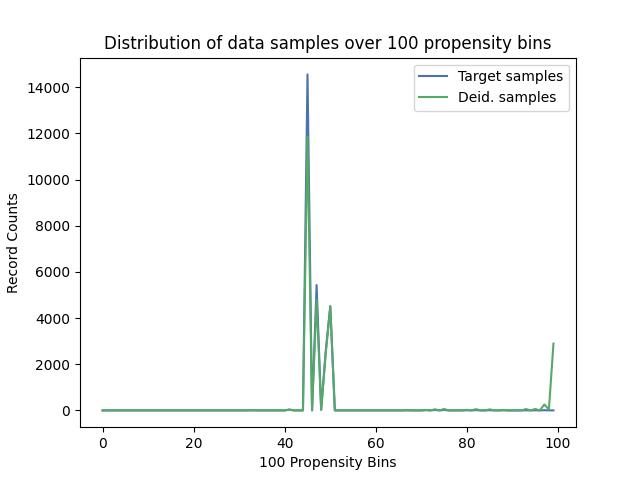 Distribution of data samples over 100 propensity bins
Target samples
Deid. samples
14000
12000
10000
8000
6000
4000
2000
0
Record Counts
0 20 40 60 80 100
100 Propensity Bins